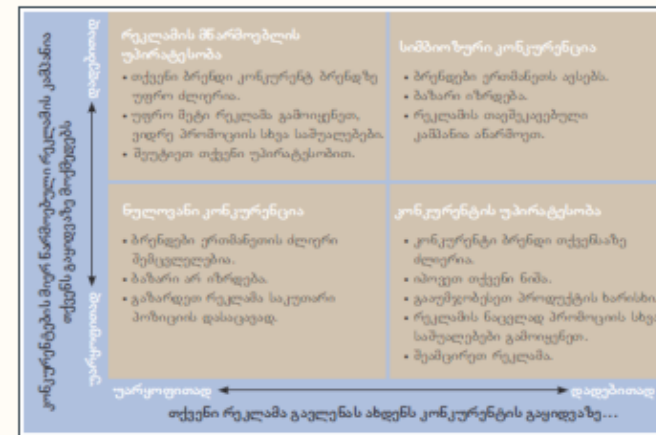 რეკლამის მწარმოებლის
უპირატესობა
• თქვენი ბრენდი კონკურენტ ბრენდზე
უფრო ძლიერია.
• უფრო მეტი რეკლამა გამოიყენეთ,
ვიდრე პრომოციის სხვა საშუალებები.
• შეუტიეთ თქვენი უპირატესობით.
სიმბიოზური კონკურენცია
• ბრენდები ერთმანეთს ავსებს.
• ბაზარი იზრდება.
• რეკლამის თავშეკავებული
კამპანია აწარმოეთ.
ნულოვანი კონკურენცია
• ბრენდები ერთმანეთის ძლიერი
შემცვლელებია.
• ბაზარი არ იზრდება.
• გაზარდეთ რეკლამა საკუთარი
პოზიციის დასაცავად.
კონკურენტის უპირატესობა
• კონკურენტი ბრენდი თქვენსაზე
ძლიერია.
• იპოვეთ თქვენი ნიშა.
• გააუმჯობესეთ პროდუქტის ხარისხი.
• რეკლამის ნაცვლად პრომოციის სხვა
საშუალებები გამოიყენეთ.
• შეამცირეთ რეკლამა.
კონკურენტების მიერ წარმოებული რეკლამის კამპანია
თქვენს გაყიდვებზე მოქმედებს
დადებითად
უარყოფითად
უარყოფითად
დადებითად
თქვენი რეკლამა გავლენას ახდენს კონკურენტის გაყიდვაზე...